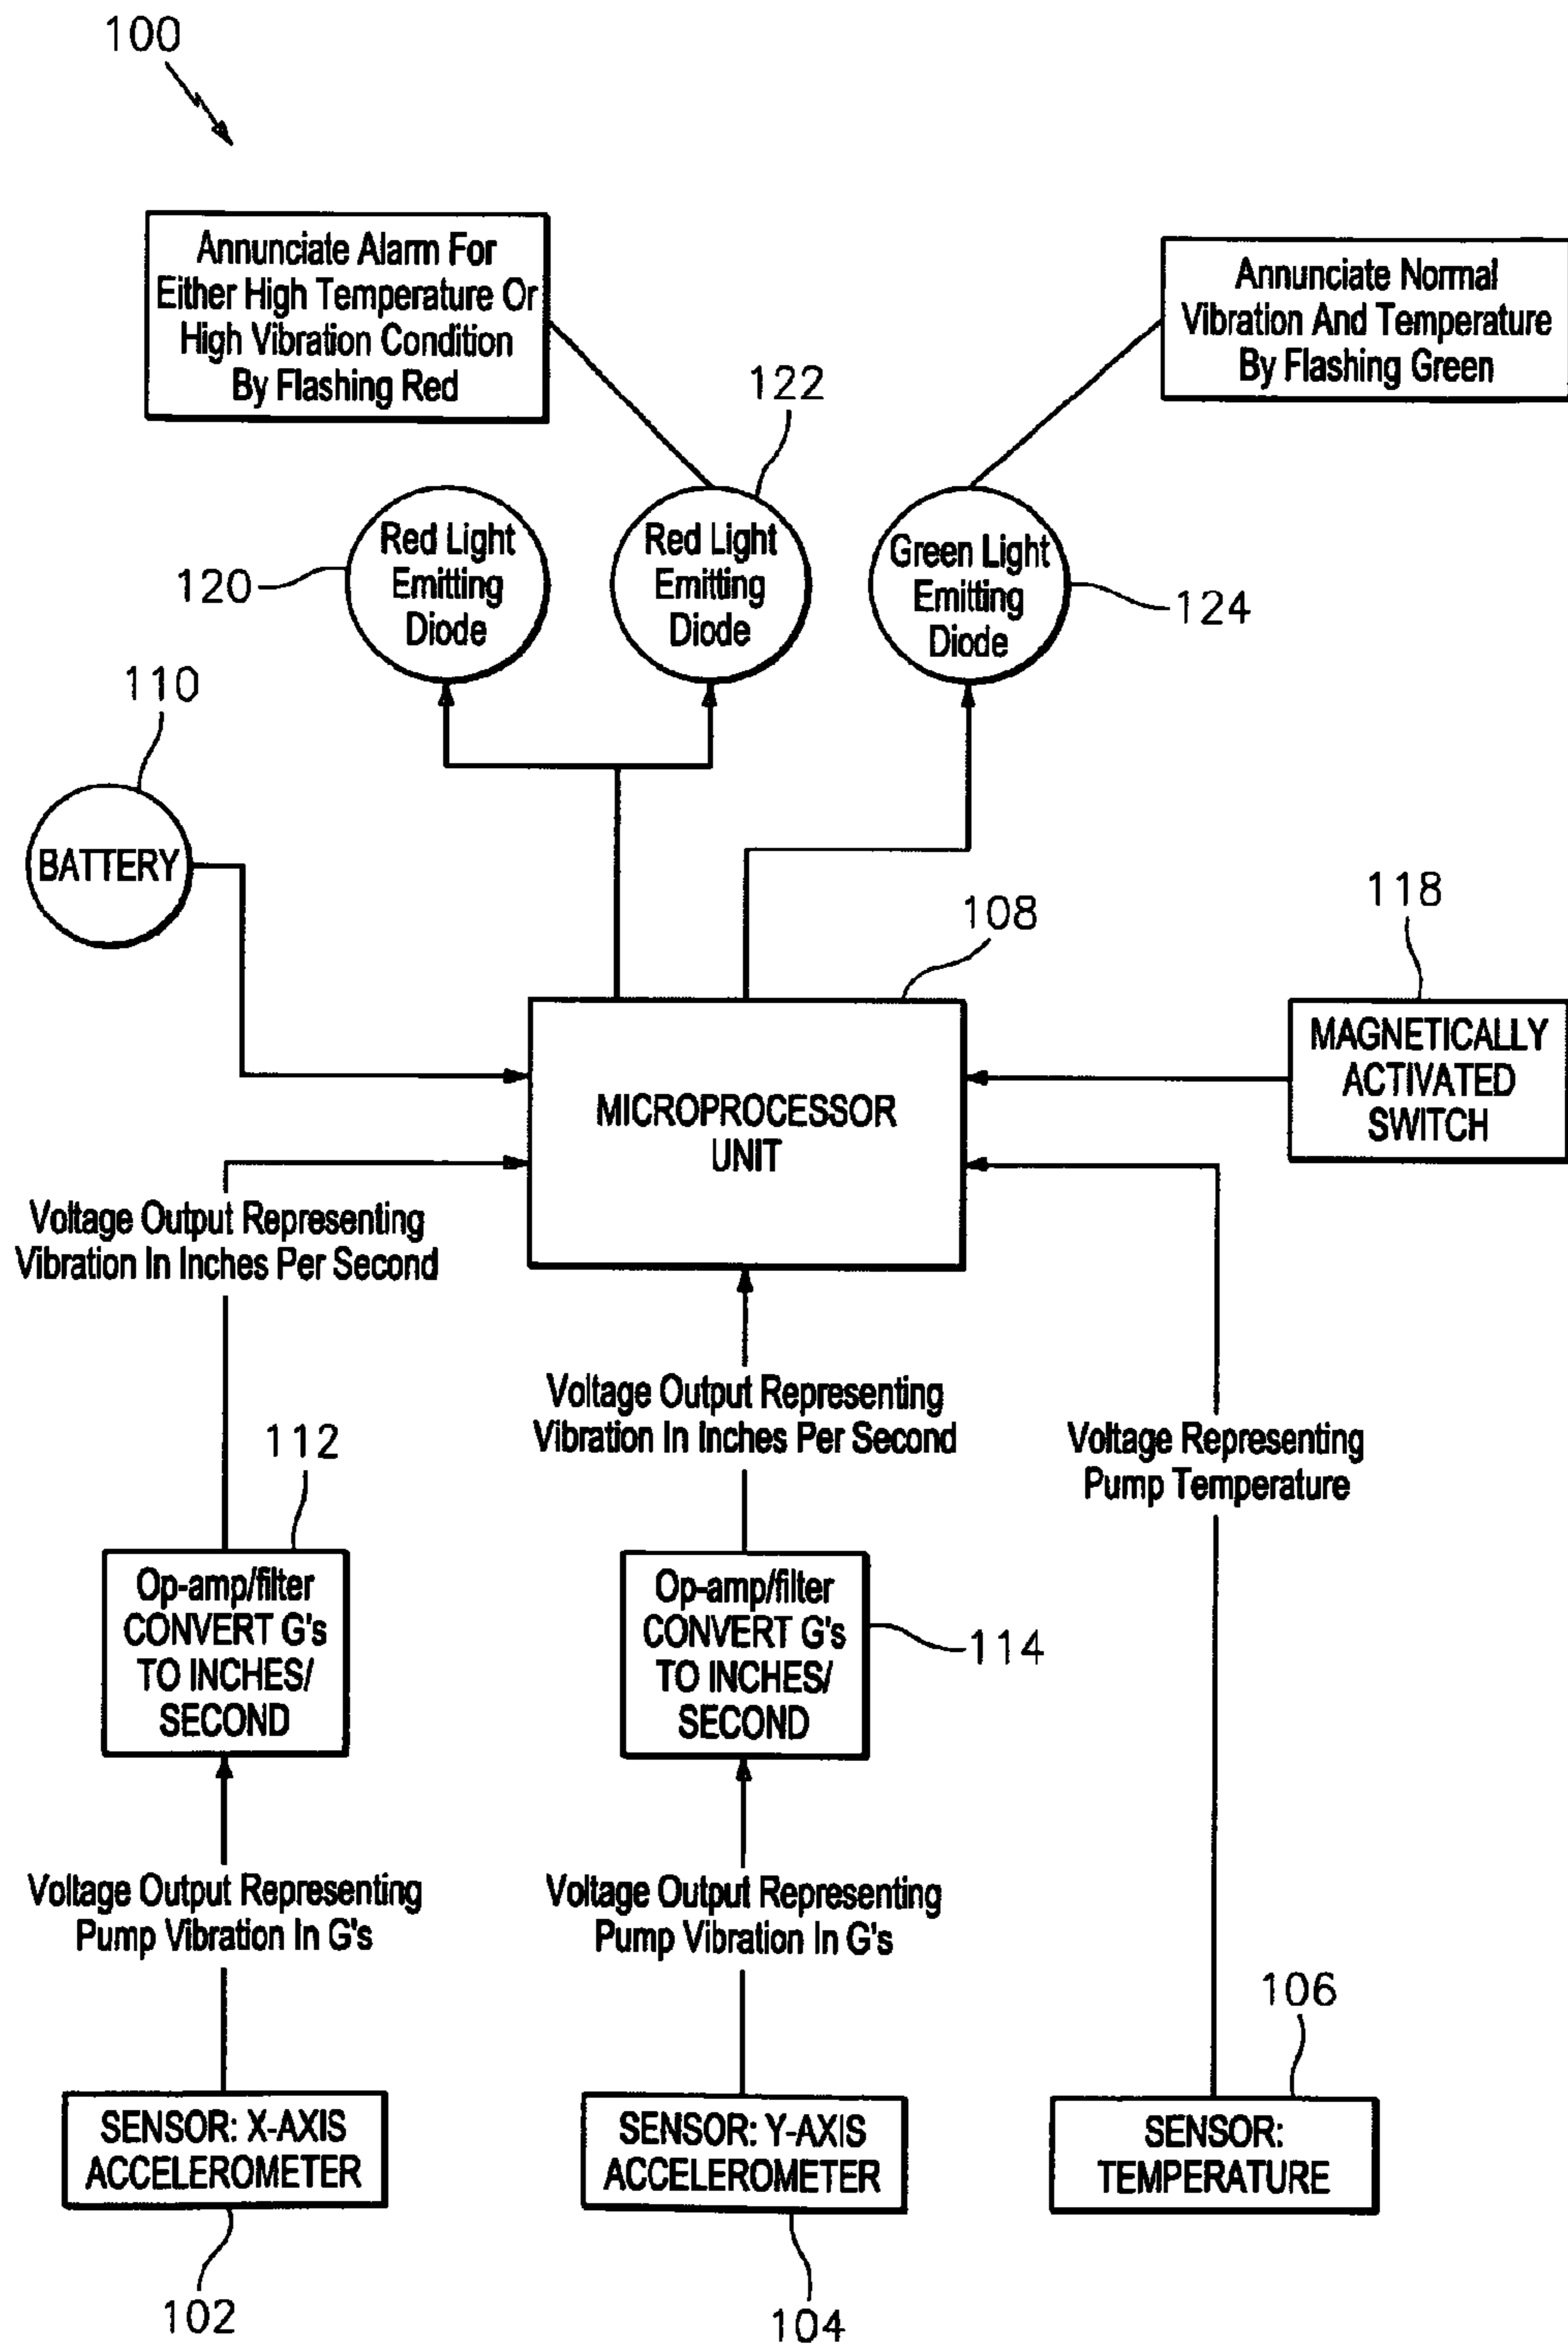 100
Annunciate Alarm For
Either High Temperature Or
High Vibration Condition
By Flashing Red
Annunciate Normal
Vibration And Temperature
By Flashing Green
122
Red Light
Emitting
Diode
Red Light
Emitting
Diode
Green Light
Emitting
Diode
120
124
110
BATTERY
108
118
MICROPROCESSOR
UNIT
MAGNETICALLY
ACTIVATED
SWITCH
Voltage Output Representing
Vibration In Inches Per Second
Voltage Output Representing
Vibration In Inches Per Second
Voltage Representing
Pump Temperature
112
Op-amp/filter
CONVERT G's
TO INCHES/
SECOND
Op-amp/filter
CONVERT G's
TO INCHES/
SECOND
114
Voltage Output Representing
Pump Vibration In G's
Voltage Output Representing
Pump Vibration In G's
106
SENSOR: X-AXIS
ACCELEROMETER
SENSOR: Y-AXIS
ACCELEROMETER
SENSOR:
TEMPERATURE
102
104